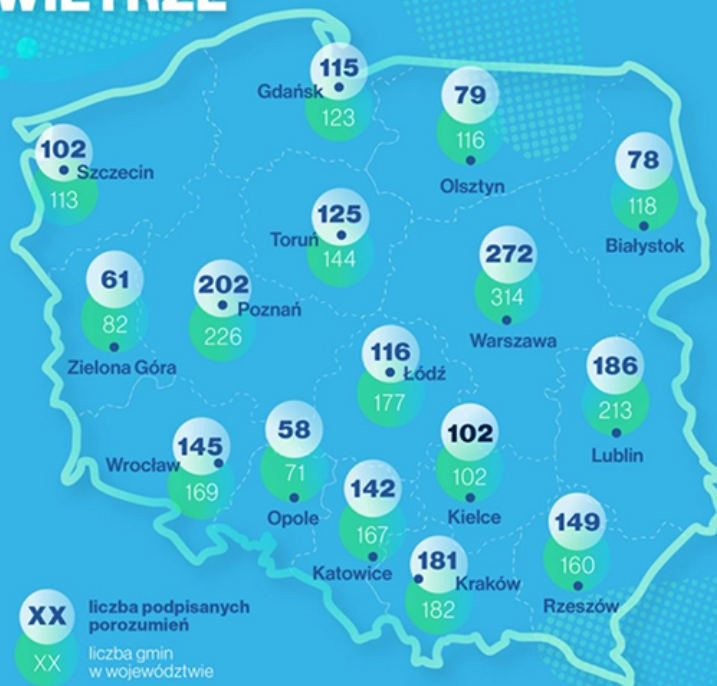 WIETRZE
115
Gdańsk
123
79
116
Olsztyn
102
Szczecin
113
78
118
Białystok
125
Toruń
144
272
314
Warszawa
61
82
Zielona Góra
202
Poznań
226
116
Łódź
177
186
213
Lublin
145
Wrocław
169
58
71
Opole
102
102
Kielce
142
167
Katowice
149
160
Rzeszów
181
Kraków
182
XX
liczba podpisanych
porozumień
XX
liczba gmin
w województwie